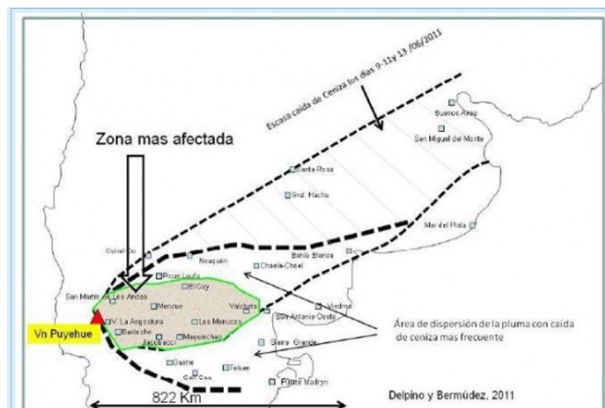 Escasa caída de Ceniza los días 9-11y 13 /06/2011
Zona mas afectada
Buenos Aires
San Miguel del Monte
Santa Rosa
Gral. Hacha
Mar del Plata
Neuquén
Bahía Blanca
Choele-Choel
Picun Leufu
El Cuy
San Martín de Los Andes
Mencue
Valcheta
Viedma
San Antonio Oeste
V. La Angostura
Los Menucos
Bariloche
Jacobacci
Maquinchao
Vn Puyehue
Área de dispersión de la pluma con caída
de ceniza mas frecuente
Sierra Grande
Gastre
Telsen
Puerto Madryn
822 Km
Delpino y Bermúdez, 2011